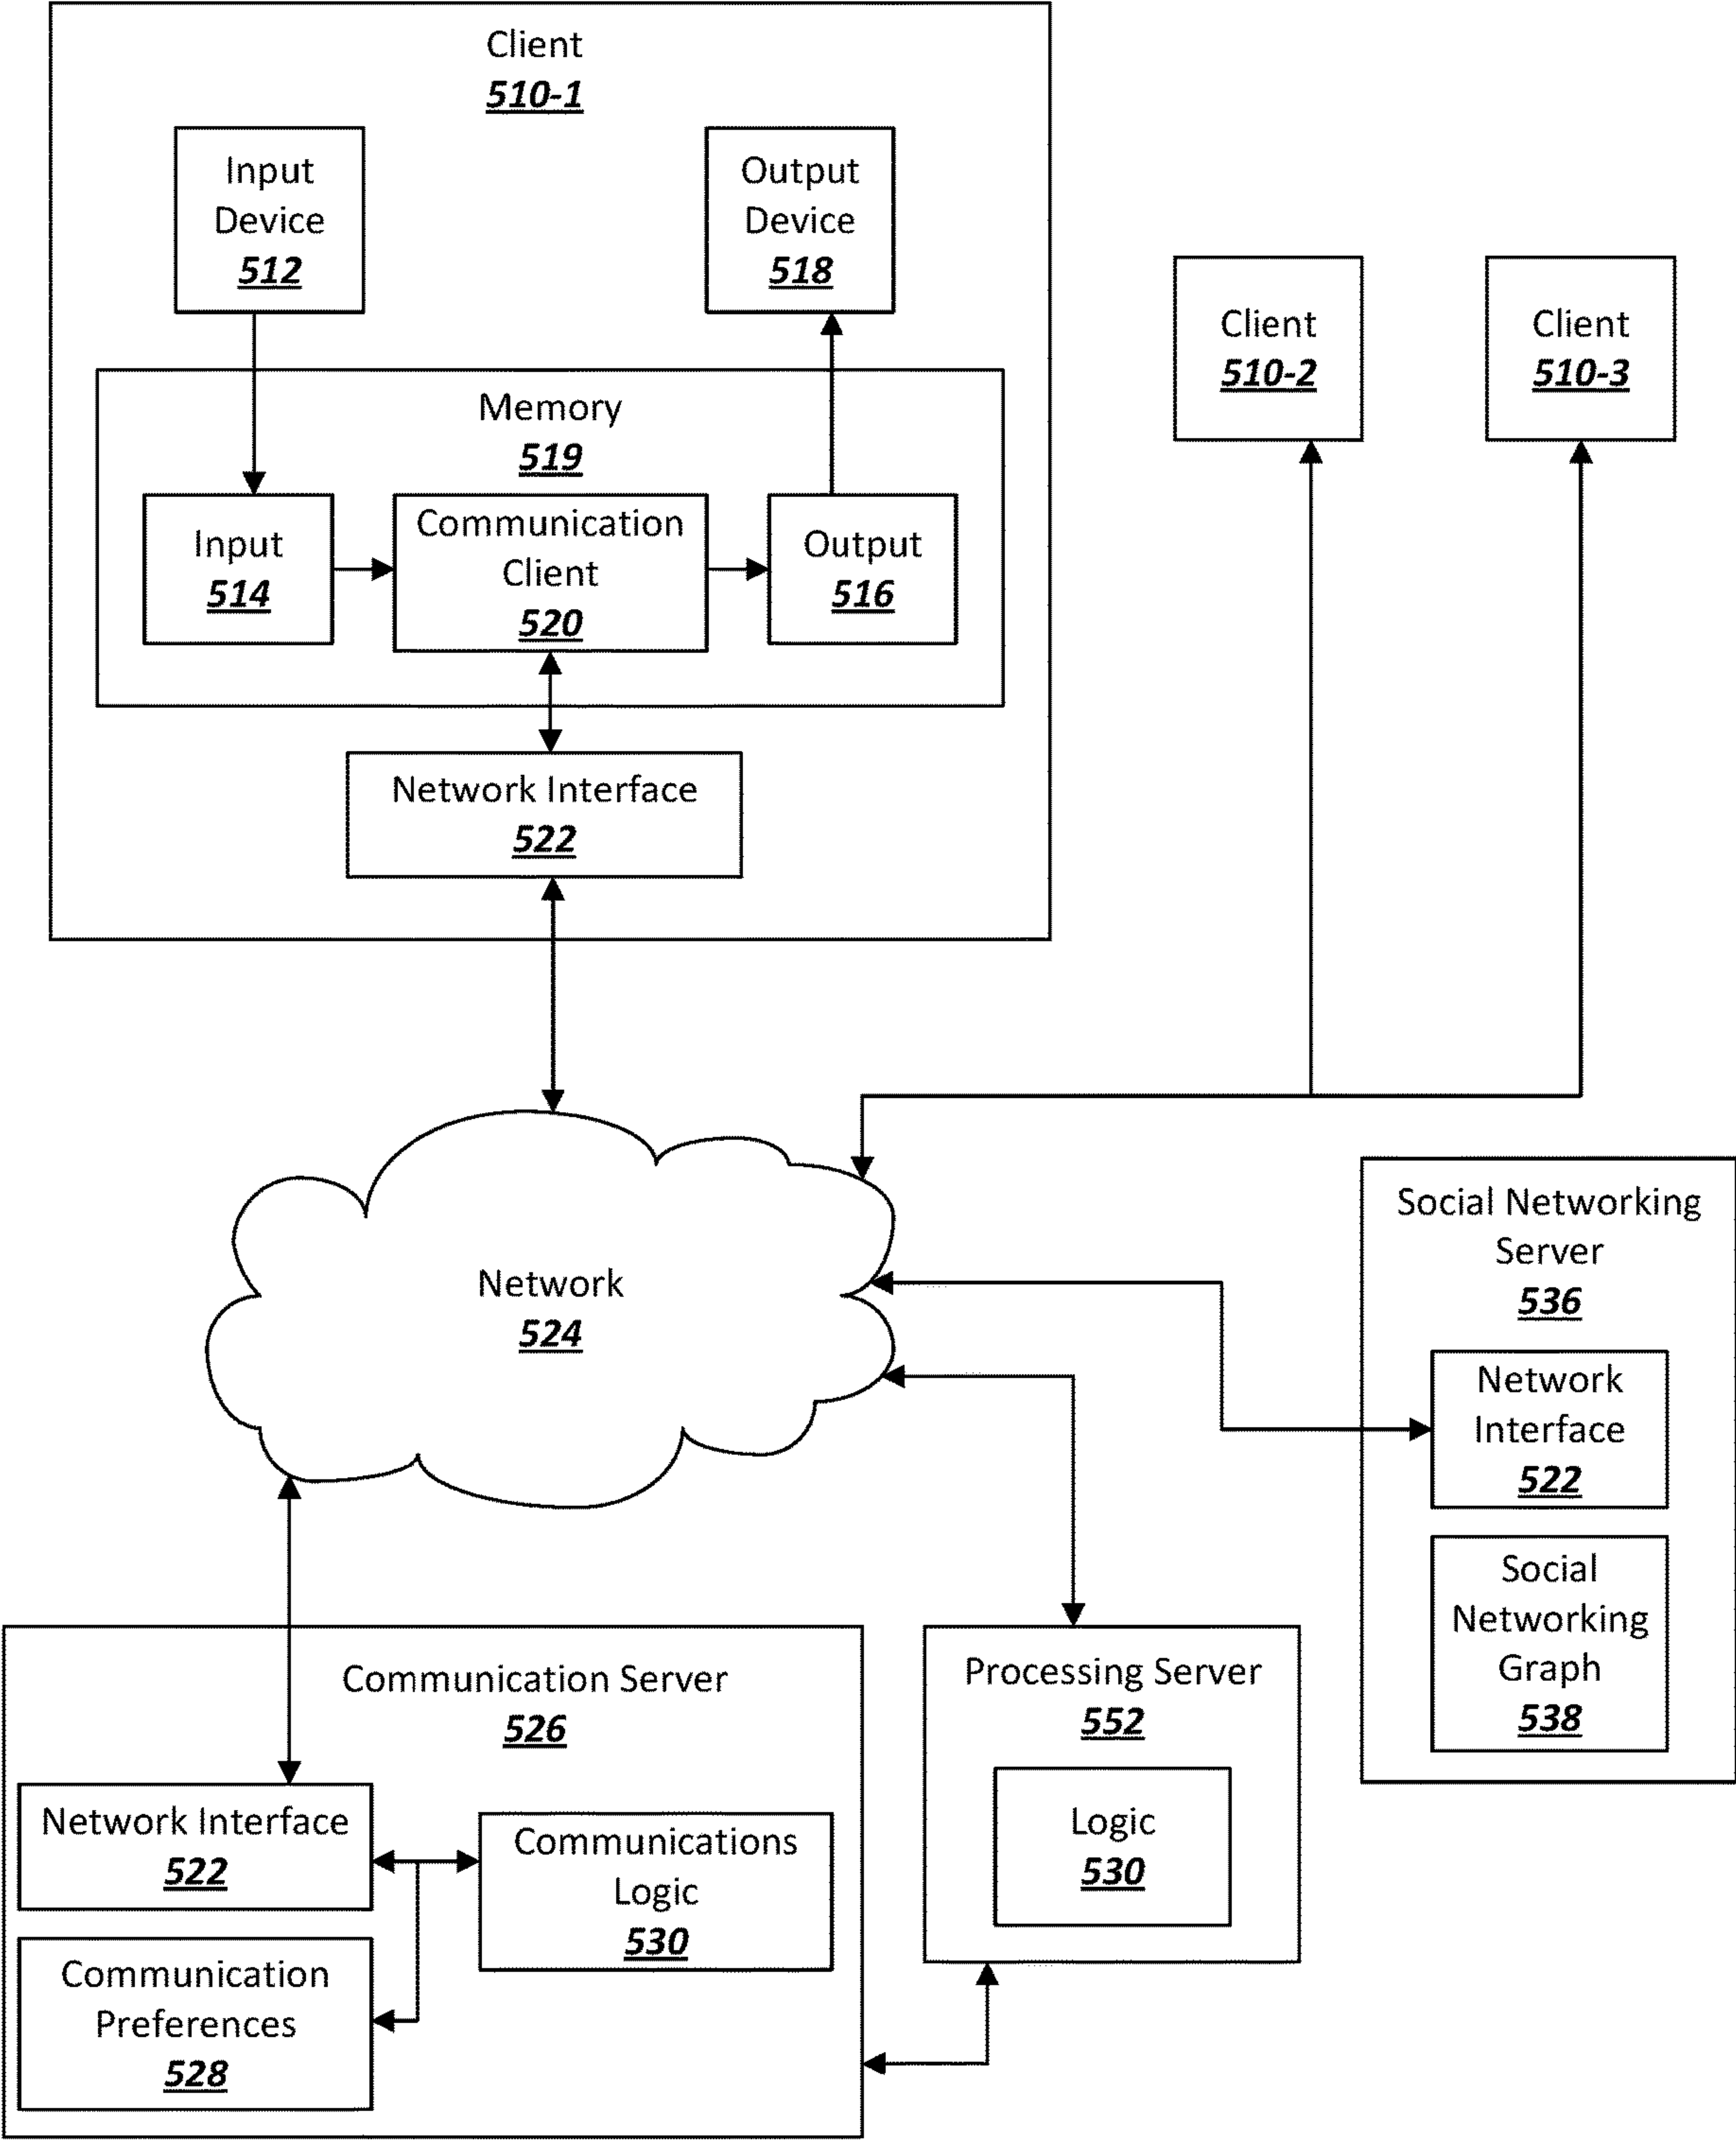 Client
510-1
Input
Device
512
Output
Device
518
Client
510-2
Client
510-3
Memory
519
Input
514
Communication
Client
520
Output
516
Network Interface
522
Network
524
Social Networking
Server
536
Network
Interface
522
Social
Networking
Graph
538
Communication Server
526
Network Interface
522
Communications
Logic
530
Communication
Preferences
528
Processing Server
552
Logic
530